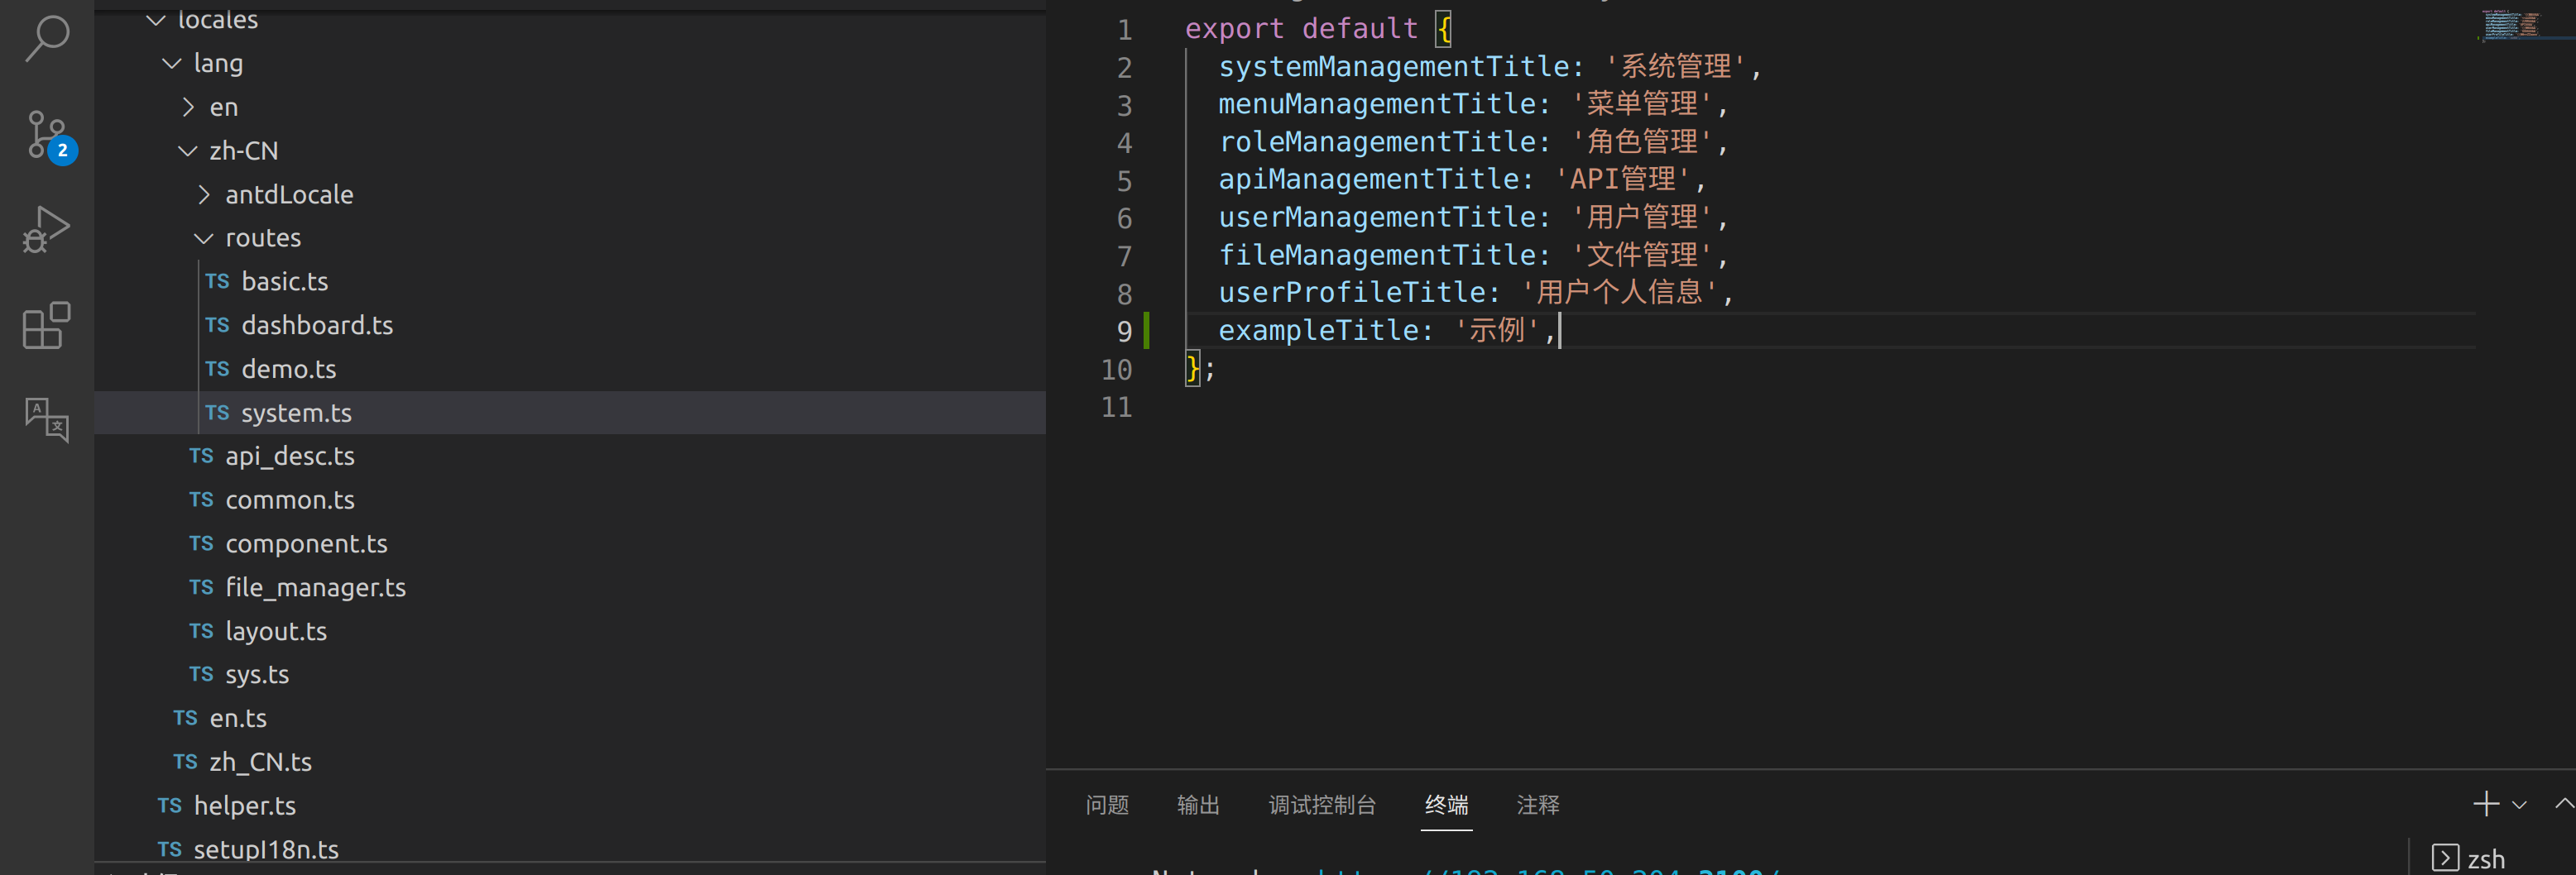 locales
lang
en
zh-CN
antdLocale
routes
TS basic.ts
TS dashboard.ts
TS demo.ts
TS system.ts
TS api_desc.ts
TS common.ts
TS component.ts
TS file_manager.ts
TS layout.ts
TS sys.ts
TS en.ts
TS zh_CN.ts
TS helper.ts
TS setupI18n.ts
2
1 export default {
2 systemManagementTitle: '系统管理',
3 menuManagementTitle: '菜单管理',
4 roleManagementTitle: '角色管理',
5 apiManagementTitle: 'API管理',
6 userManagementTitle: '用户管理',
7 fileManagementTitle: '文件管理',
8 userProfileTitle: '用户个人信息',
9 exampleTitle: '示例',
10 };
11
问题 输出 调试控制台 终端 注释
zsh